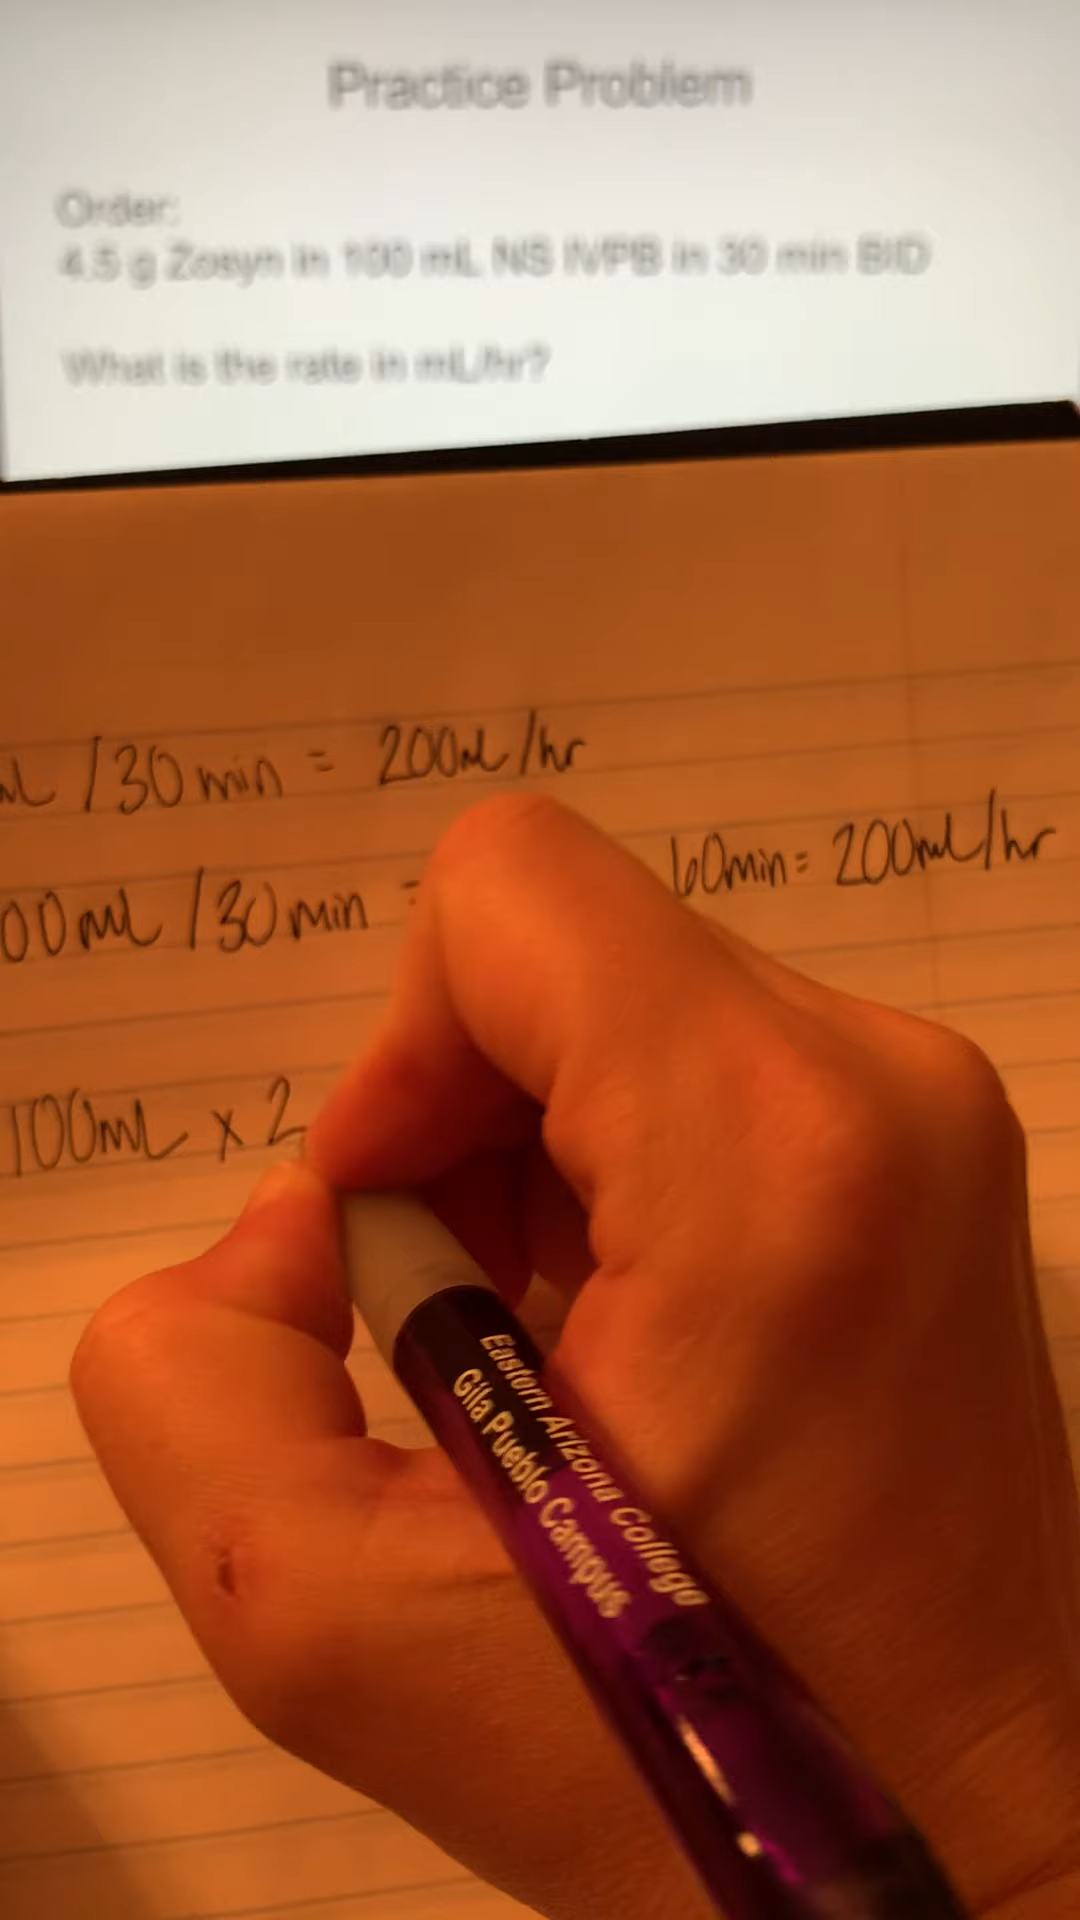 Practice Problem
Order:
4.5 g Zosyn in 100 mL NS IVPB in 30 min BID
What is the rate in mL/hr?
mL /30 min = 200mL/hr
00mL /30min = 60min = 200mL/hr
100mL x 2
Eastern Arizona College
Gila Pueblo Campus